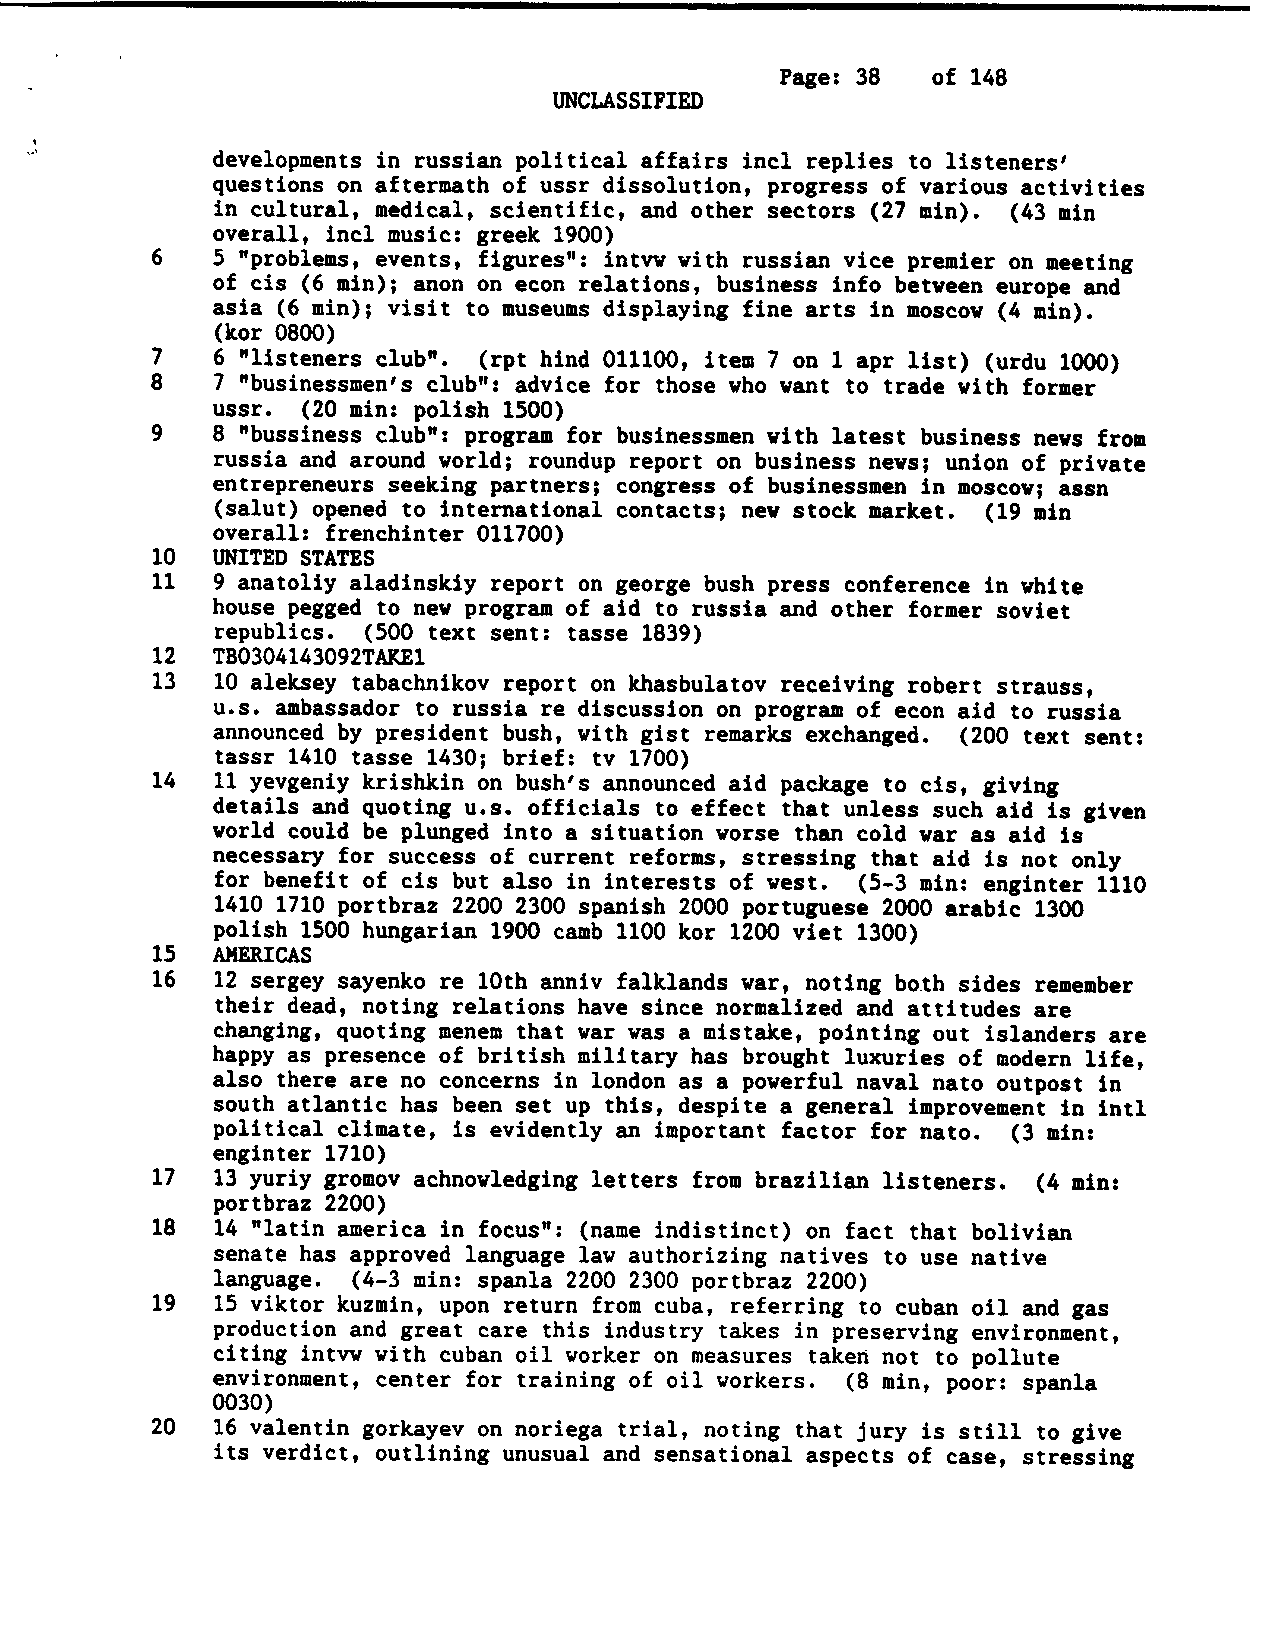 Page: 38 of 148
UNCLASSIFIED
developments in russian political affairs incl replies to listeners'
questions on aftermath of ussr dissolution, progress of various activities
in cultural, medical, scientific, and other sectors (27 min). (43 min
overall, incl music: greek 1900)
6 5 "problems, events, figures": intvw with russian vice premier on meeting
of cis (6 min); anon on econ relations, business info between europe and
asia (6 min); visit to museums displaying fine arts in moscow (4 min).
(kor 0800)
7 6 "listeners club". (rpt hind 011100, item 7 on 1 apr list) (urdu 1000)
8 7 "businessmen's club": advice for those who want to trade with former
ussr. (20 min: polish 1500)
9 8 "bussiness club": program for businessmen with latest business news from
russia and around world; roundup report on business news; union of private
entrepreneurs seeking partners; congress of businessmen in moscow; assn
(salut) opened to international contacts; new stock market. (19 min
overall: frenchinter 011700)
10 UNITED STATES
11 9 anatoliy aladinskiy report on george bush press conference in white
house pegged to new program of aid to russia and other former soviet
republics. (500 text sent: tasse 1839)
12 TB0304143092TAKE1
13 10 aleksey tabachnikov report on khasbulatov receiving robert strauss,
u.s. ambassador to russia re discussion on program of econ aid to russia
announced by president bush, with gist remarks exchanged. (200 text sent:
tassr 1410 tasse 1430; brief: tv 1700)
14 11 yevgeniy krishkin on bush's announced aid package to cis, giving
details and quoting u.s. officials to effect that unless such aid is given
world could be plunged into a situation worse than cold war as aid is
necessary for success of current reforms, stressing that aid is not only
for benefit of cis but also in interests of west. (5-3 min: enginter 1110
1410 1710 portbraz 2200 2300 spanish 2000 portuguese 2000 arabic 1300
polish 1500 hungarian 1900 camb 1100 kor 1200 viet 1300)
15 AMERICAS
16 12 sergey sayenko re 10th anniv falklands war, noting both sides remember
their dead, noting relations have since normalized and attitudes are
changing, quoting menem that war was a mistake, pointing out islanders are
happy as presence of british military has brought luxuries of modern life,
also there are no concerns in london as a powerful naval nato outpost in
south atlantic has been set up this, despite a general improvement in intl
political climate, is evidently an important factor for nato. (3 min:
enginter 1710)
17 13 yuriy gromov achnowledging letters from brazilian listeners. (4 min:
portbraz 2200)
18 14 "latin america in focus": (name indistinct) on fact that bolivian
senate has approved language law authorizing natives to use native
language. (4-3 min: spanla 2200 2300 portbraz 2200)
19 15 viktor kuzmin, upon return from cuba, referring to cuban oil and gas
production and great care this industry takes in preserving environment,
citing intvw with cuban oil worker on measures taken not to pollute
environment, center for training of oil workers. (8 min, poor: spanla
0030)
20 16 valentin gorkayev on noriega trial, noting that jury is still to give
its verdict, outlining unusual and sensational aspects of case, stressing